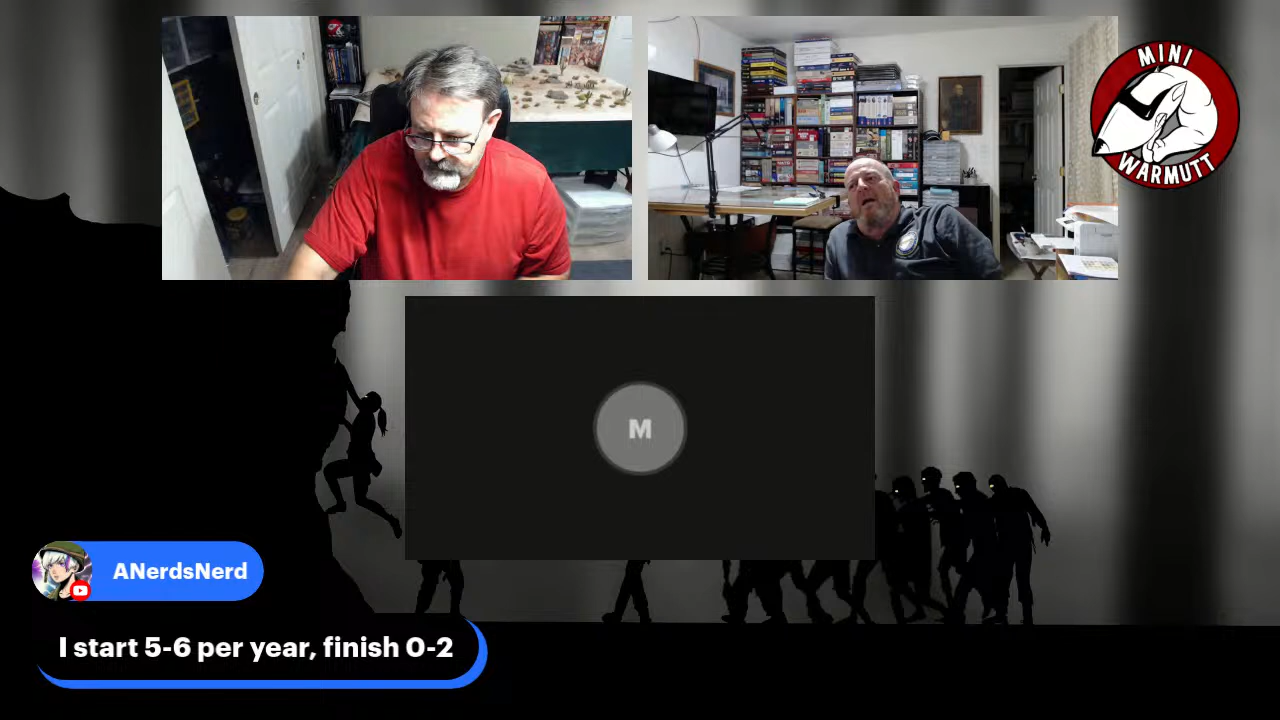 MINI
WARMUTT
M
ANerdsNerd
I start 5-6 per year, finish 0-2